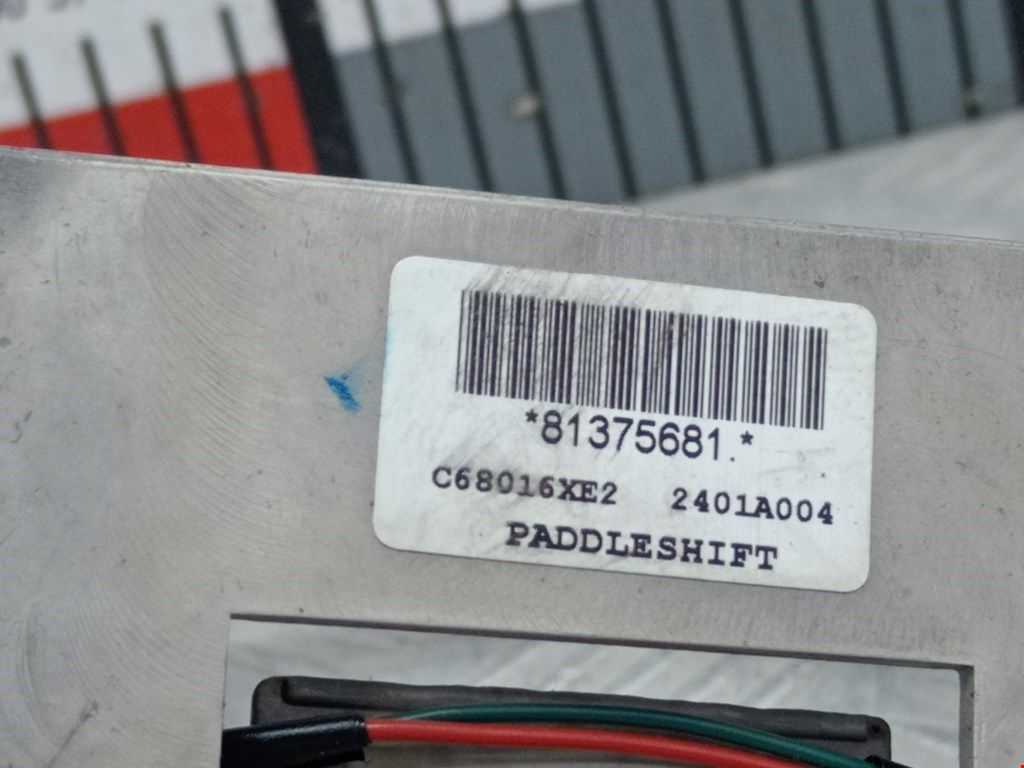 *81375681.*
C68016XE2 2401A004
PADDLESHIFT